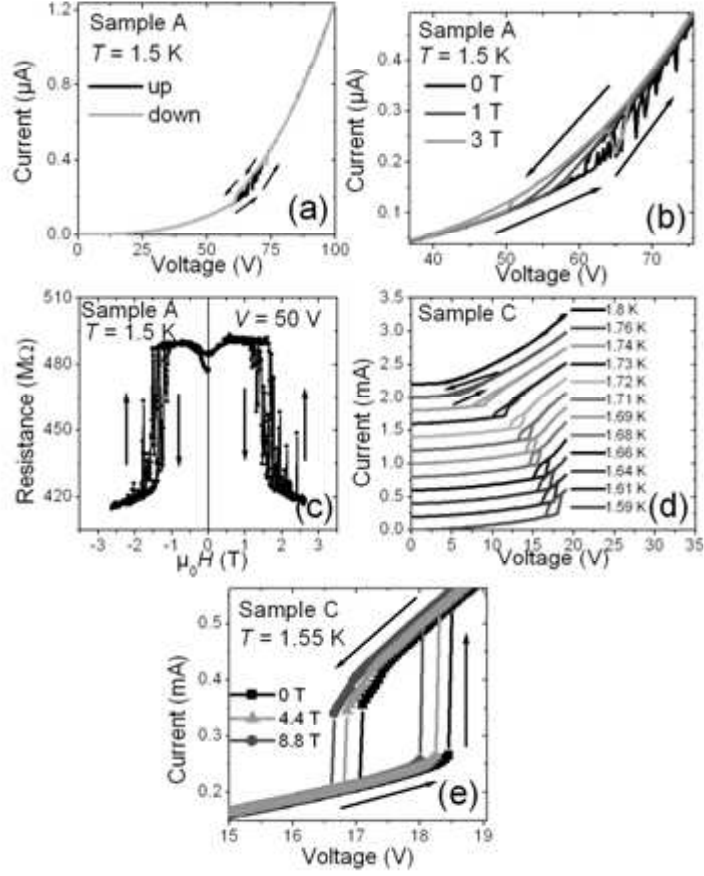 Sample A
T = 1.5 K
up
down
Current (µA)
1.2
0.8
0.4
0.0
0
25
50
75
100
Voltage (V)
(a)
Sample A
T = 1.5 K
0 T
1 T
3 T
Current (µA)
0.4
0.3
0.2
0.1
40
50
60
70
Voltage (V)
(b)
Sample A
T = 1.5 K
V = 50 V
Resistance (MΩ)
510
480
450
420
-3
-2
-1
0
1
2
3
µ0H (T)
(c)
Sample C
Current (mA)
3.5
3.0
2.5
2.0
1.5
1.0
0.5
0.0
0
5
10
15
20
25
30
35
Voltage (V)
1.8 K
1.76 K
1.74 K
1.73 K
1.72 K
1.71 K
1.69 K
1.68 K
1.66 K
1.64 K
1.61 K
1.59 K
(d)
Sample C
T = 1.55 K
0 T
4.4 T
8.8 T
Current (mA)
0.5
0.4
0.3
0.2
15
16
17
18
19
Voltage (V)
(e)